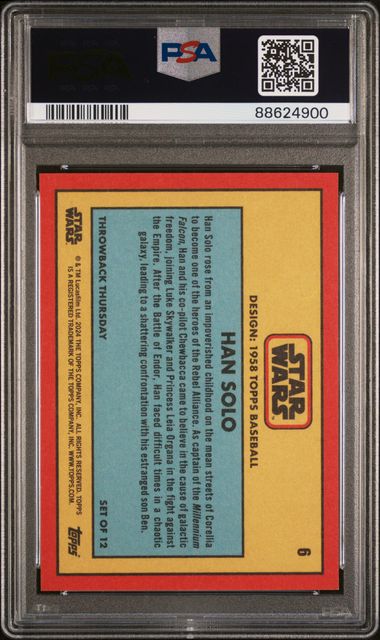 PSA
88624900
STAR
WARS
6
DESIGN: 1958 TOPPS BASEBALL
HAN SOLO
Han Solo rose from an impoverished childhood on the mean streets of Corellia
to become one of the heroes of the Rebel Alliance. As captain of the Millennium
Falcon, Han and his co-pilot Chewbacca came to believe in the cause of galactic
freedom, joining Luke Skywalker and Princess Leia Organa in the fight against
the Empire. After the Battle of Endor, Han faced difficult times in a chaotic
galaxy, leading to a shattering confrontation with his estranged son Ben.
THROWBACK THURSDAY
SET OF 12
STAR
WARS
® & TM Lucasfilm Ltd. 2024 THE TOPPS COMPANY, INC. ALL RIGHTS RESERVED. TOPPS
IS A REGISTERED TRADEMARK OF THE TOPPS COMPANY, INC. WWW.TOPPS.COM.
Topps
PSA